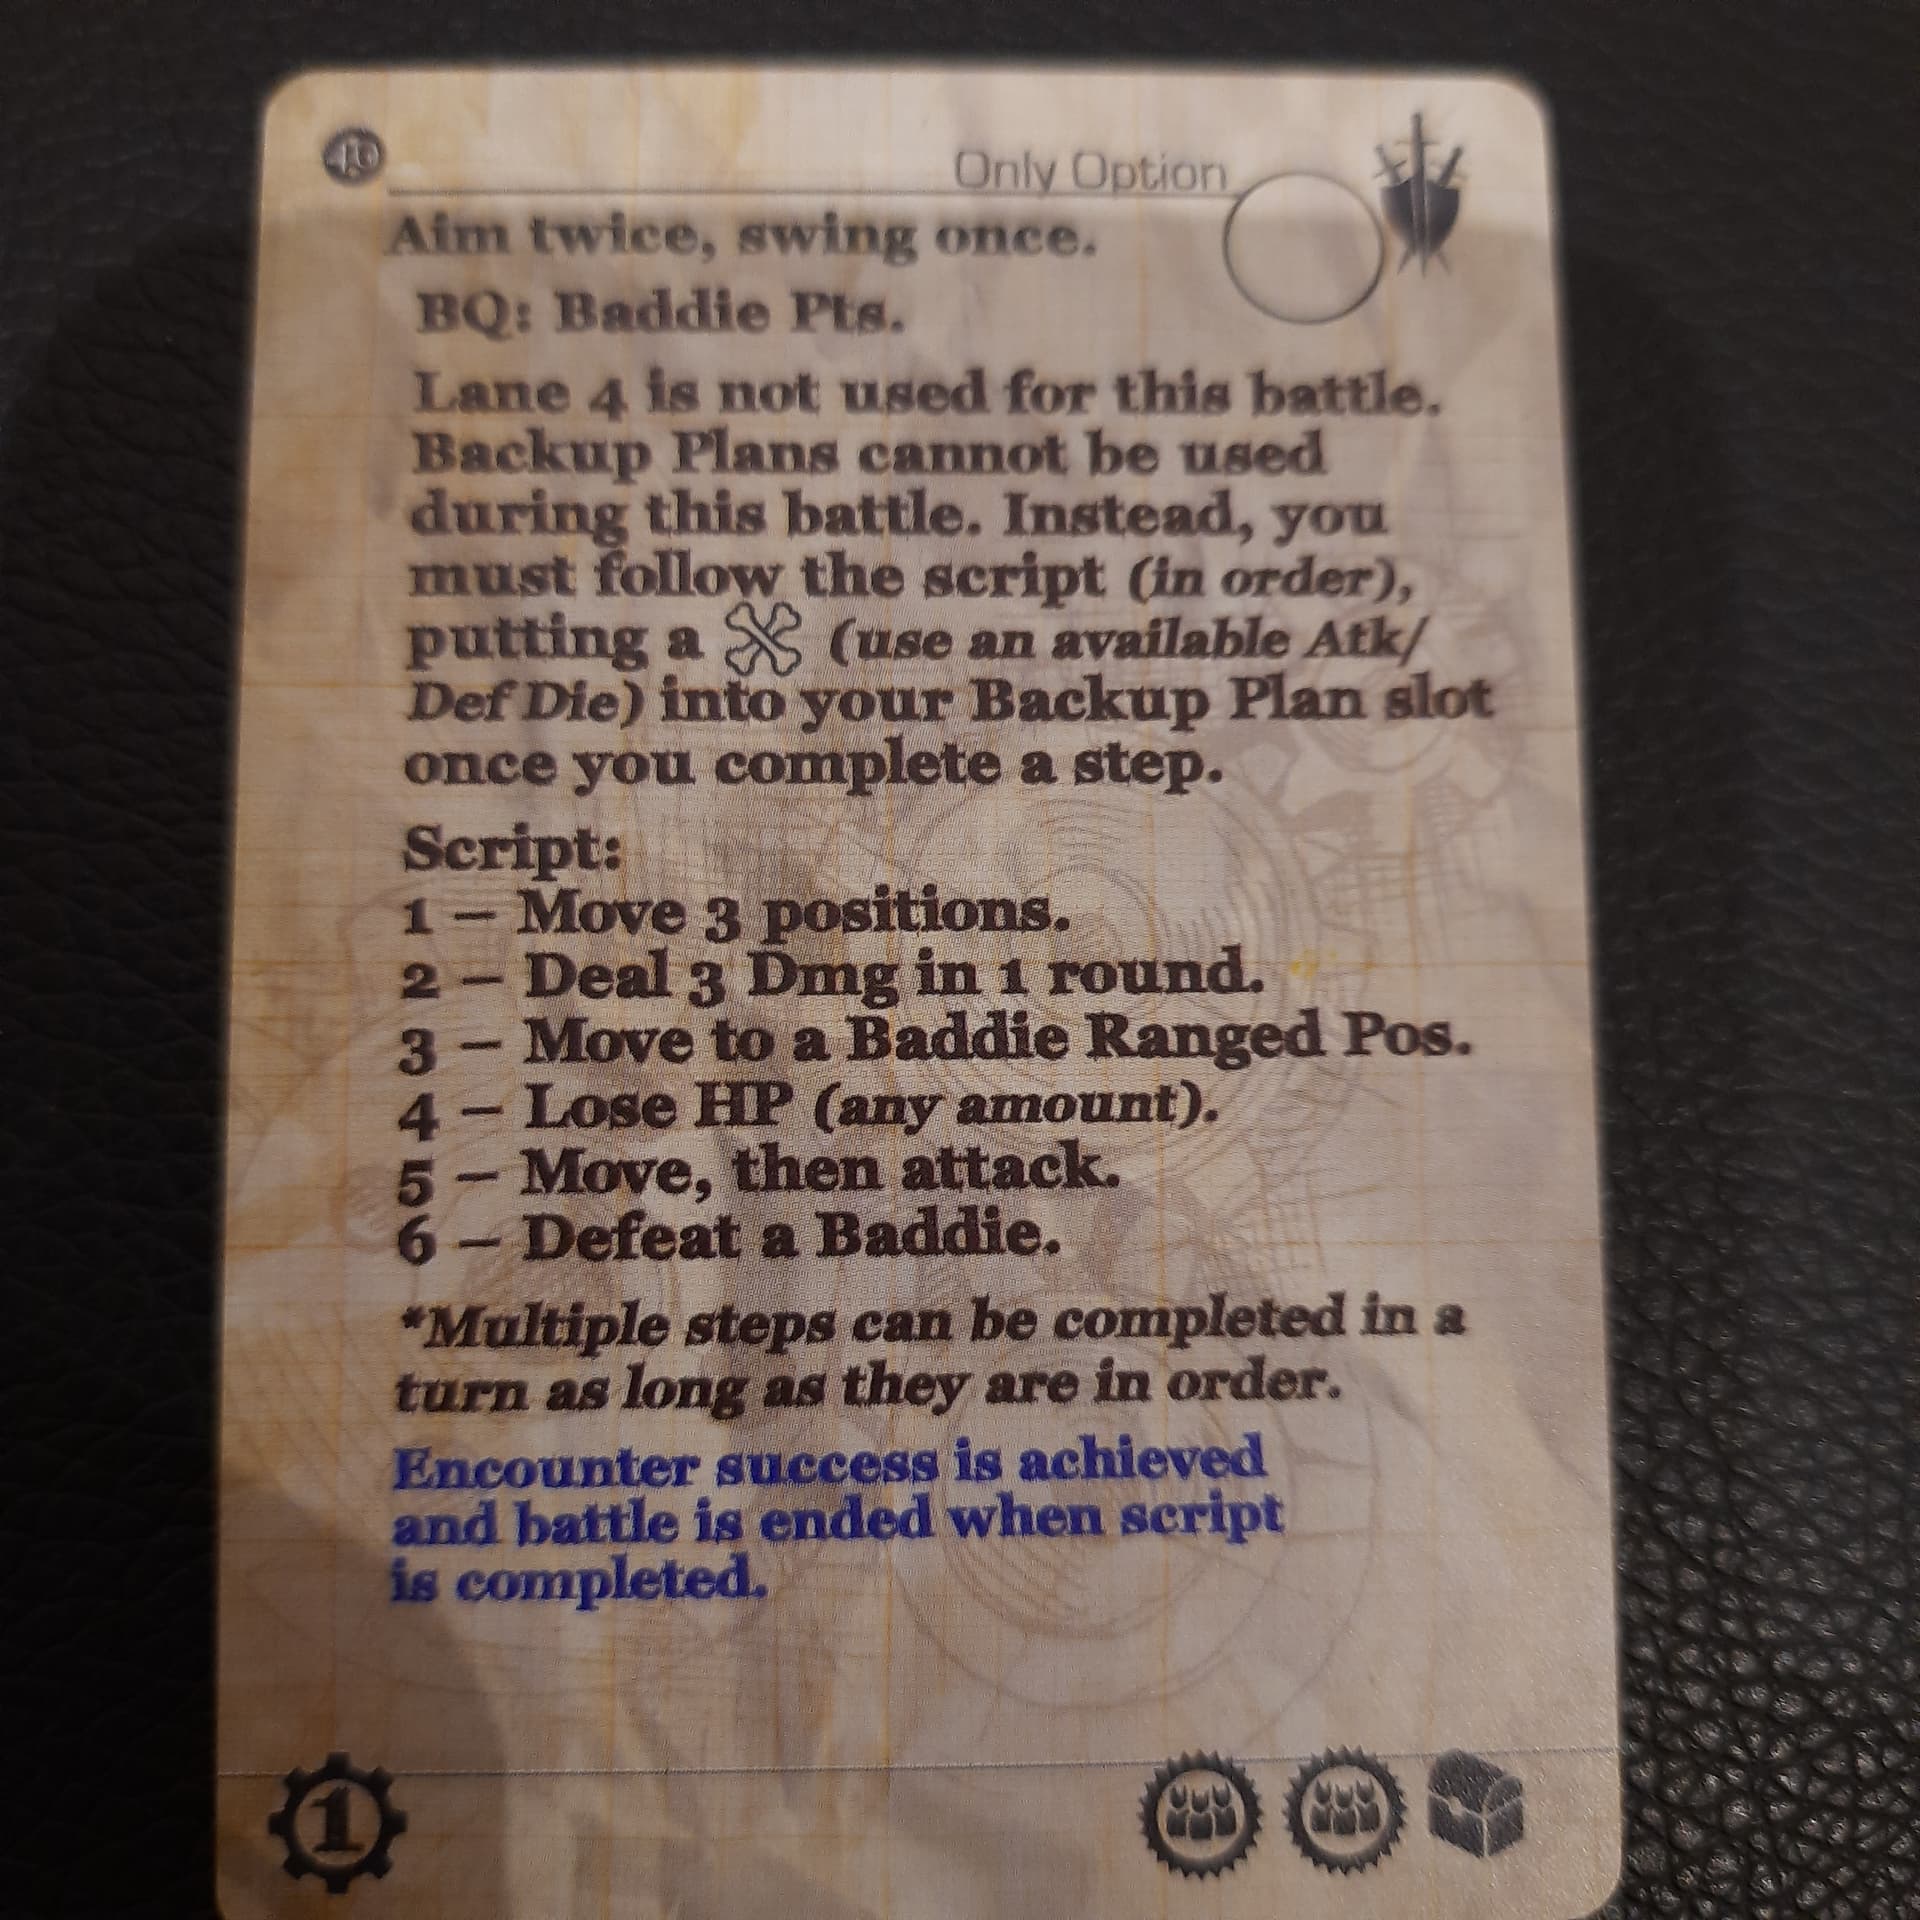 Only Option
Aim twice, swing once.
BQ: Baddie Pts.
Lane 4 is not used for this battle.
Backup Plans cannot be used
during this battle. Instead, you
must follow the script (in order),
putting a (use an available Atk/
Def Die) into your Backup Plan slot
once you complete a step.
Script:
1 – Move 3 positions.
2 – Deal 3 Dmg in 1 round.
3 – Move to a Baddie Ranged Pos.
4 – Lose HP (any amount).
5 – Move, then attack.
6 – Defeat a Baddie.
*Multiple steps can be completed in a
turn as long as they are in order.
Encounter success is achieved
and battle is ended when script
is completed.
1